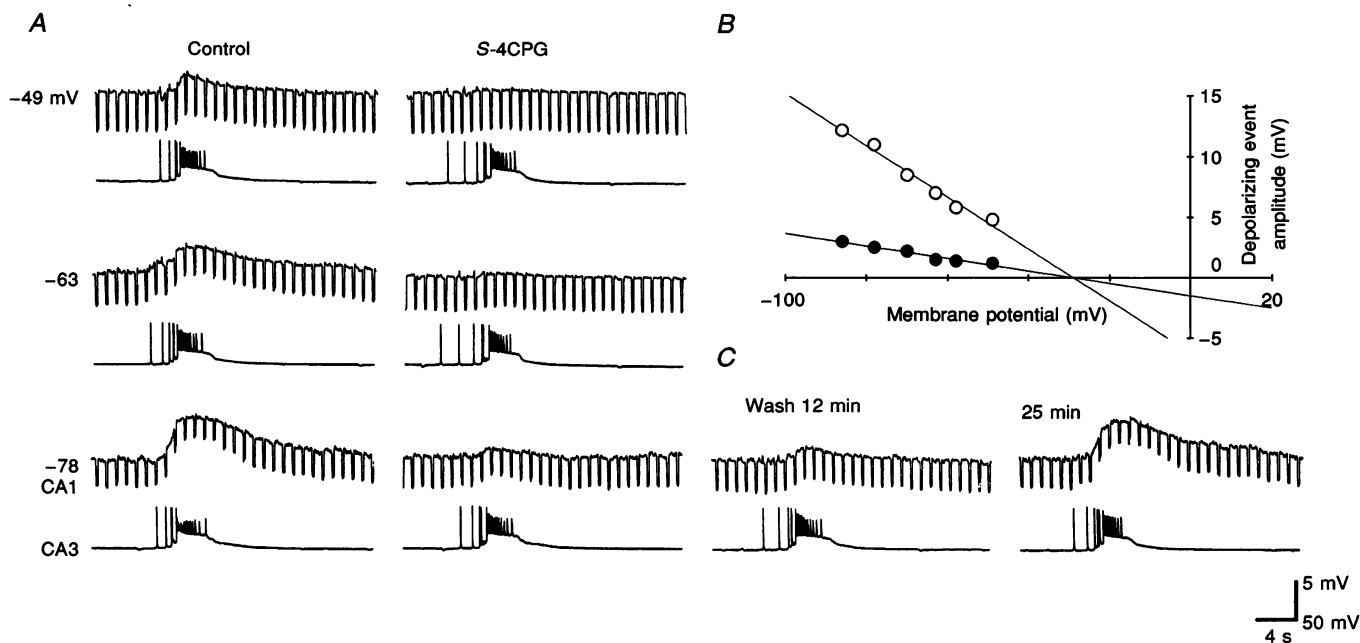 A
Control
S-4CPG
−49 mV
−63
−78
CA1
CA3
B
15
10
5
0
−5
−100
20
Membrane potential (mV)
Depolarizing event
amplitude (mV)
C
Wash 12 min
25 min
5 mV
50 mV
4 s